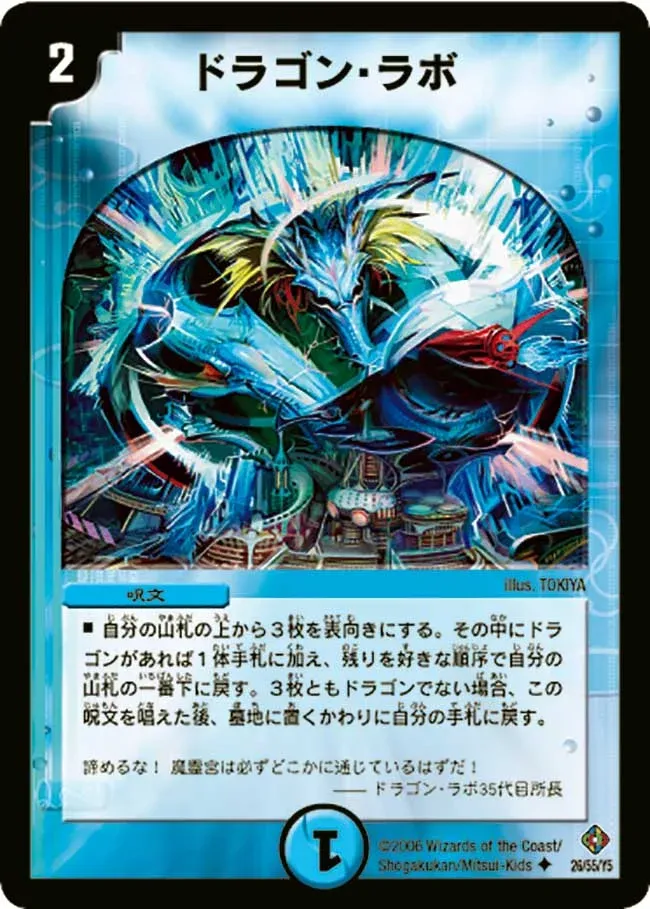 2
ドラゴン・ラボ
illus. TOKIYA
呪文
■ 自分の山札の上から3枚を表向きにする。その中にドラ
ゴンがあれば1体手札に加え、残りを好きな順序で自分の
山札の一番下に戻す。3枚ともドラゴンでない場合、この
呪文を唱えた後、墓地に置くかわりに自分の手札に戻す。
諦めるな！ 魔霊宮は必ずどこかに通じているはずだ！
—— ドラゴン・ラボ35代目所長
1
©2006 Wizards of the Coast/
Shogakukan/Mitsui-Kids
26/55/Y5